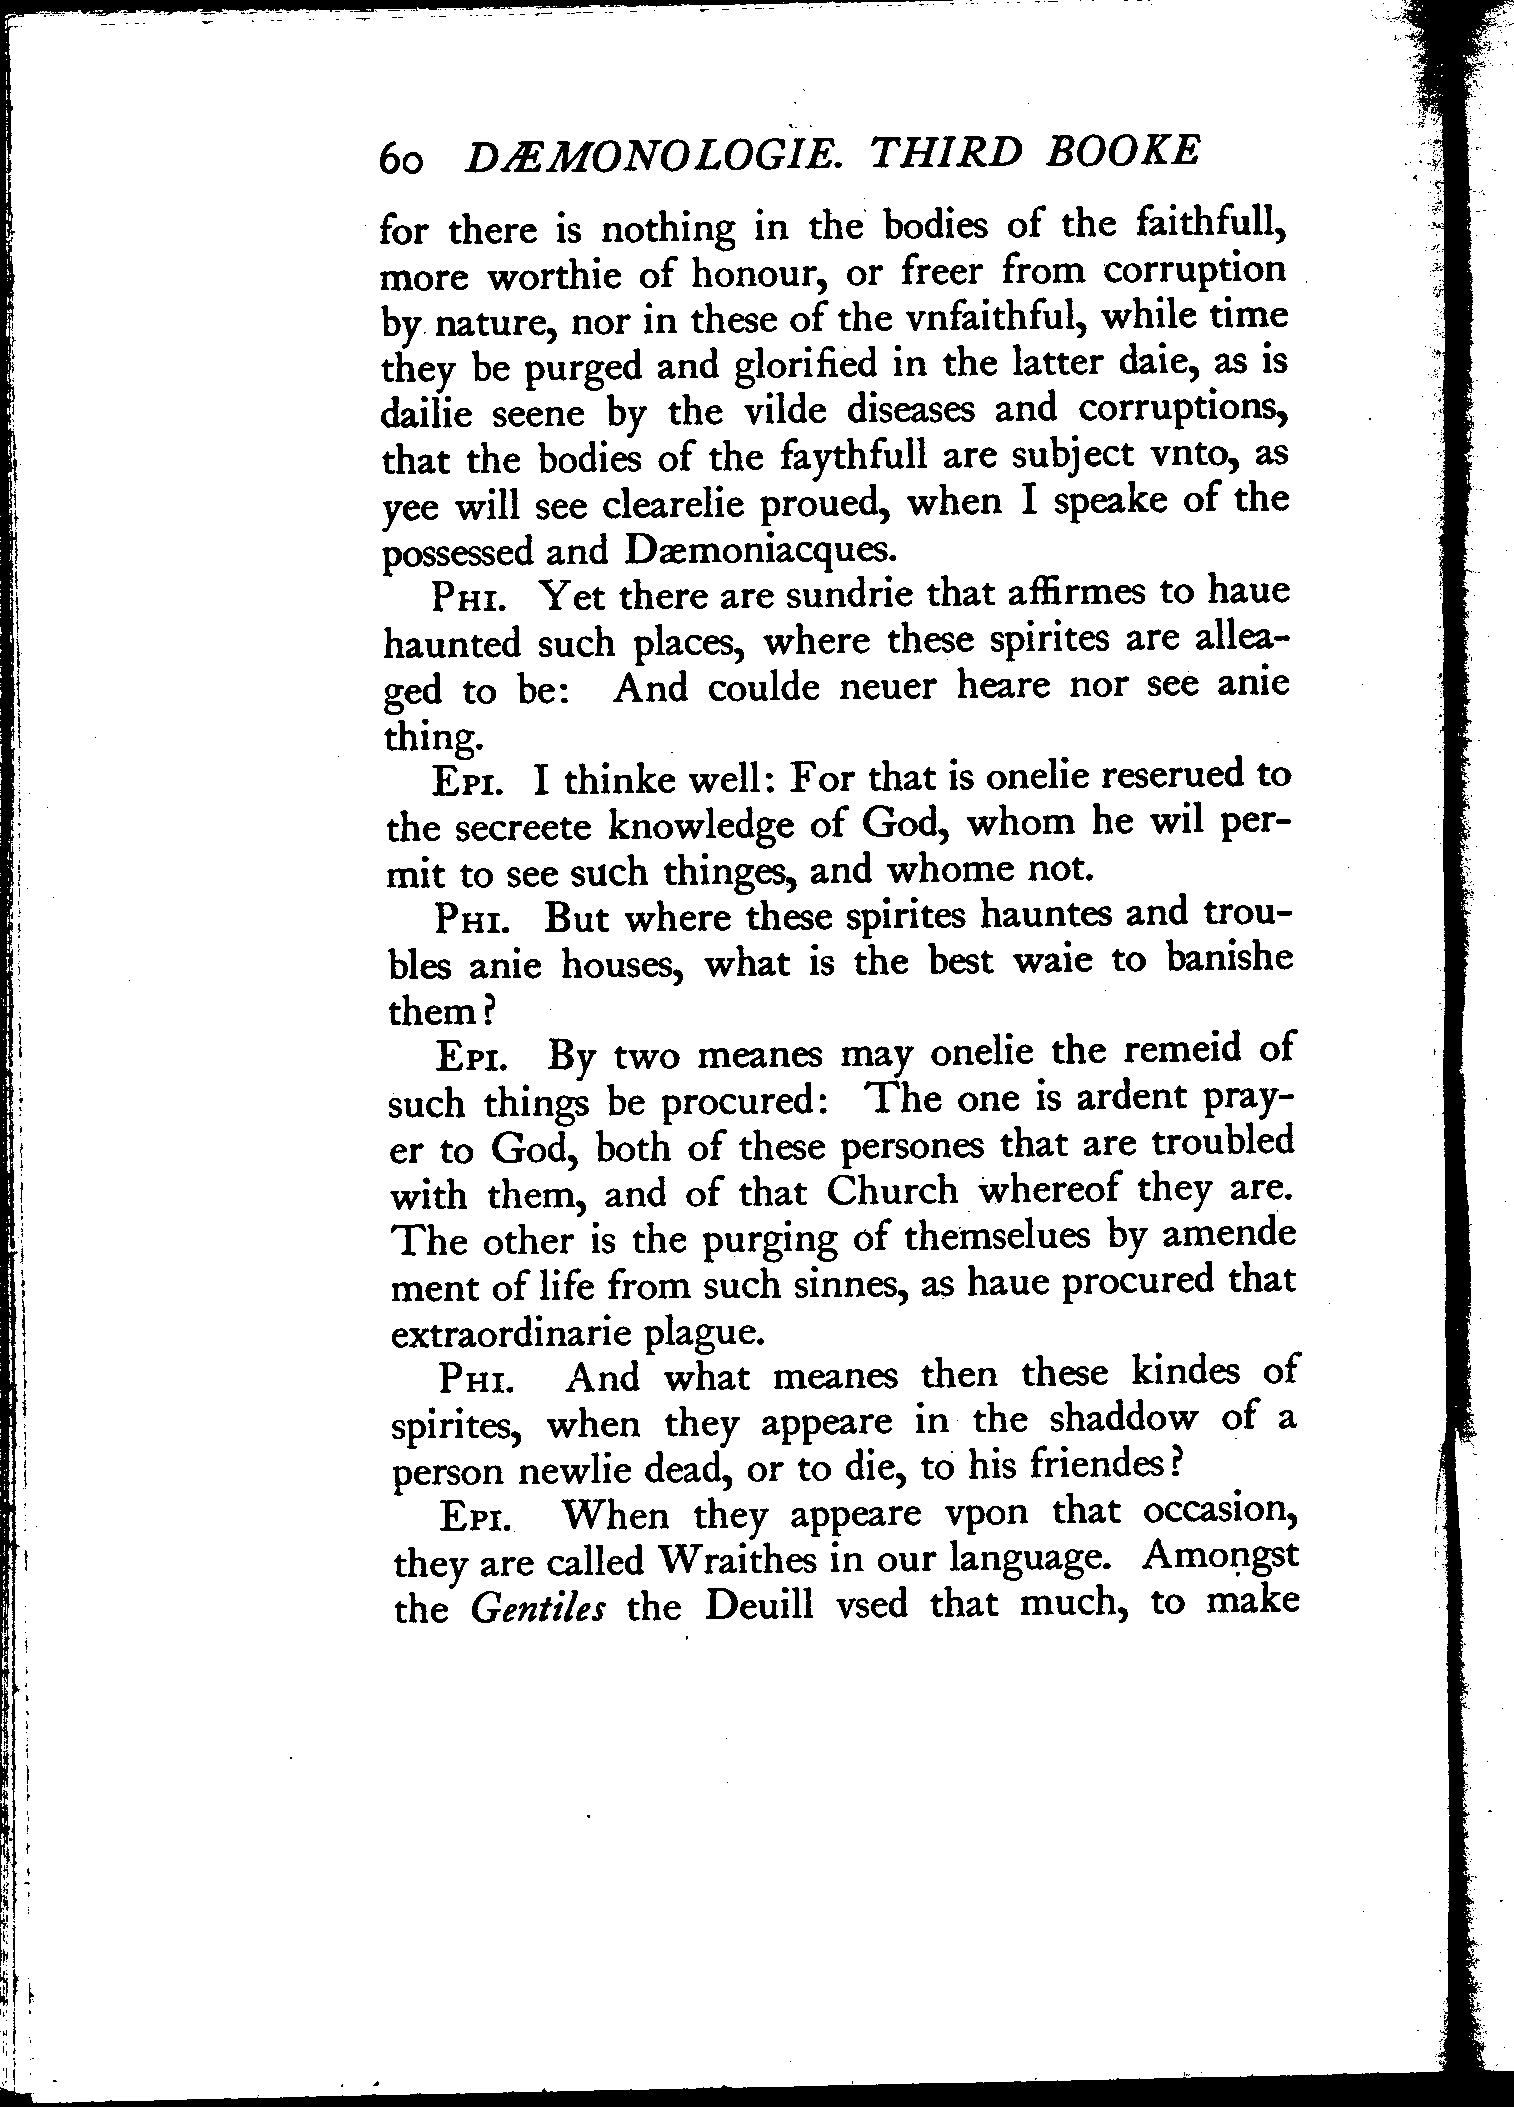 60 DÆMONOLOGIE. THIRD BOOKE
for there is nothing in the bodies of the faithfull,
more worthie of honour, or freer from corruption
by nature, nor in these of the vnfaithful, while time
they be purged and glorified in the latter daie, as is
dailie seene by the vilde diseases and corruptions,
that the bodies of the faythfull are subject vnto, as
yee will see clearelie proued, when I speake of the
possessed and Dæmoniacques.
PHI. Yet there are sundrie that affirmes to haue
haunted such places, where these spirites are allea-
ged to be: And coulde neuer heare nor see anie
thing.
EPI. I thinke well: For that is onelie reserued to
the secreete knowledge of God, whom he wil per-
mit to see such thinges, and whome not.
PHI. But where these spirites hauntes and trou-
bles anie houses, what is the best waie to banishe
them?
EPI. By two meanes may onelie the remeid of
such things be procured: The one is ardent pray-
er to God, both of these persones that are troubled
with them, and of that Church whereof they are.
The other is the purging of themselues by amende
ment of life from such sinnes, as haue procured that
extraordinarie plague.
PHI. And what meanes then these kindes of
spirites, when they appeare in the shaddow of a
person newlie dead, or to die, to his friendes?
EPI. When they appeare vpon that occasion,
they are called Wraithes in our language. Amongst
the Gentiles the Deuill vsed that much, to make